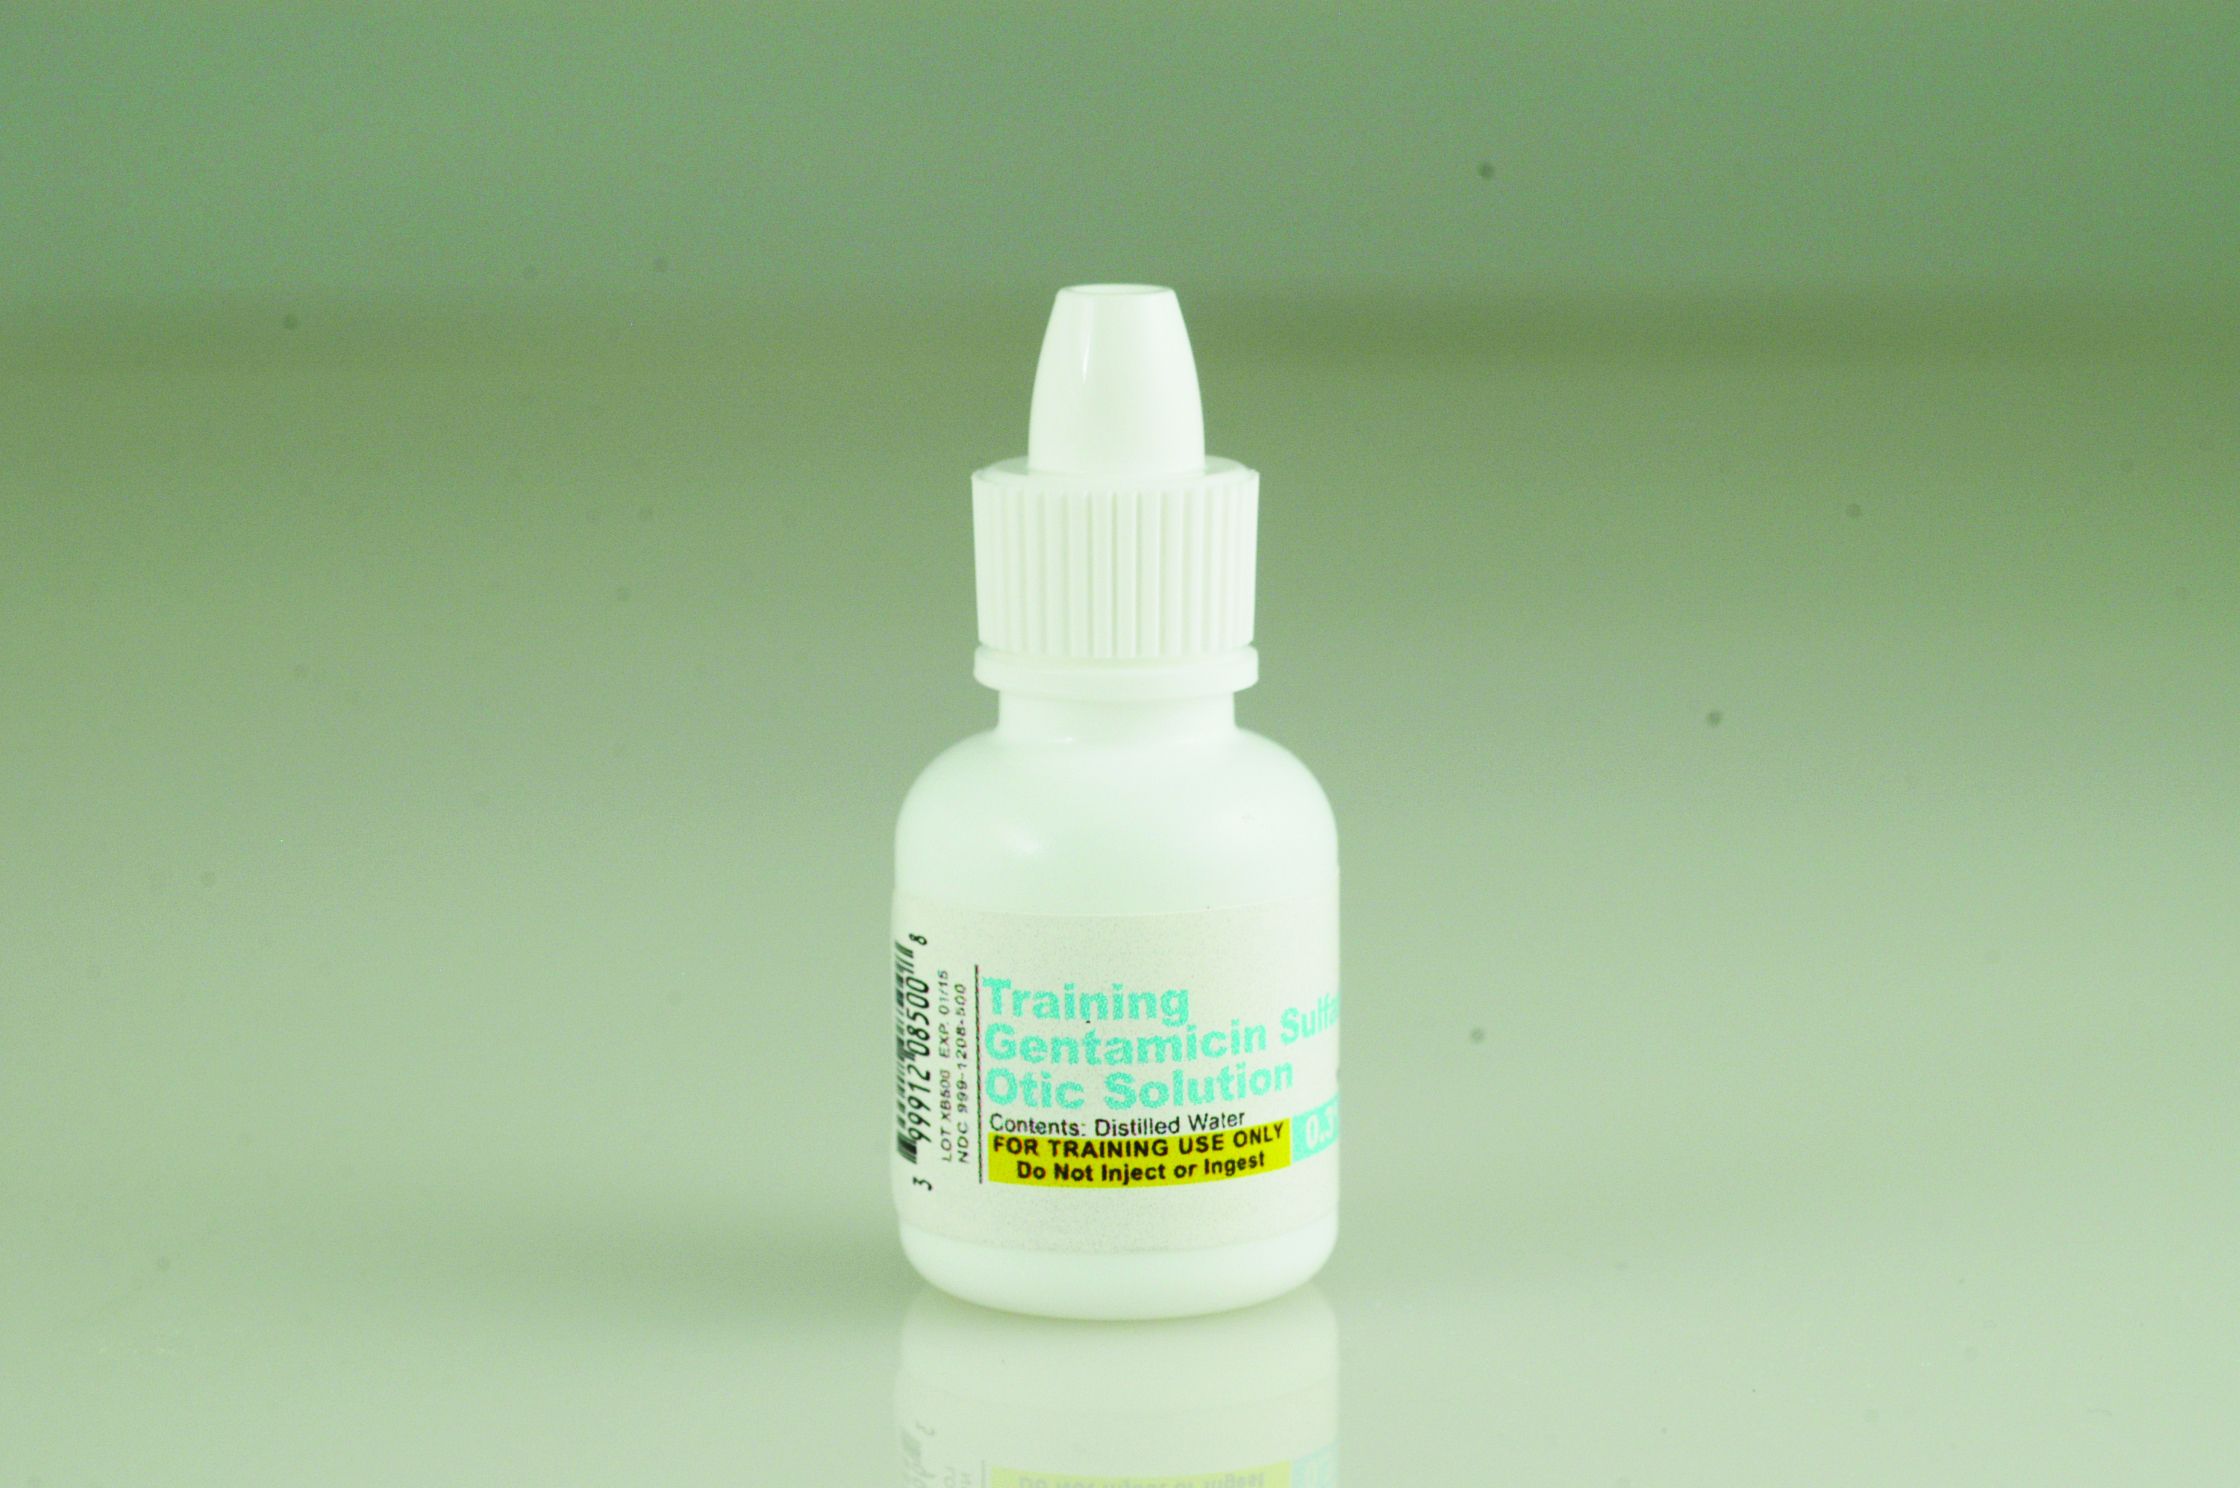 Training
Gentamicin
Otic Solution
Contents: Distilled Water
FOR TRAINING USE ONLY
Do Not Inject or Ingest
LOT XB500 EXP. 01/15
NDC 999-1208-500
3 99912 08500 8